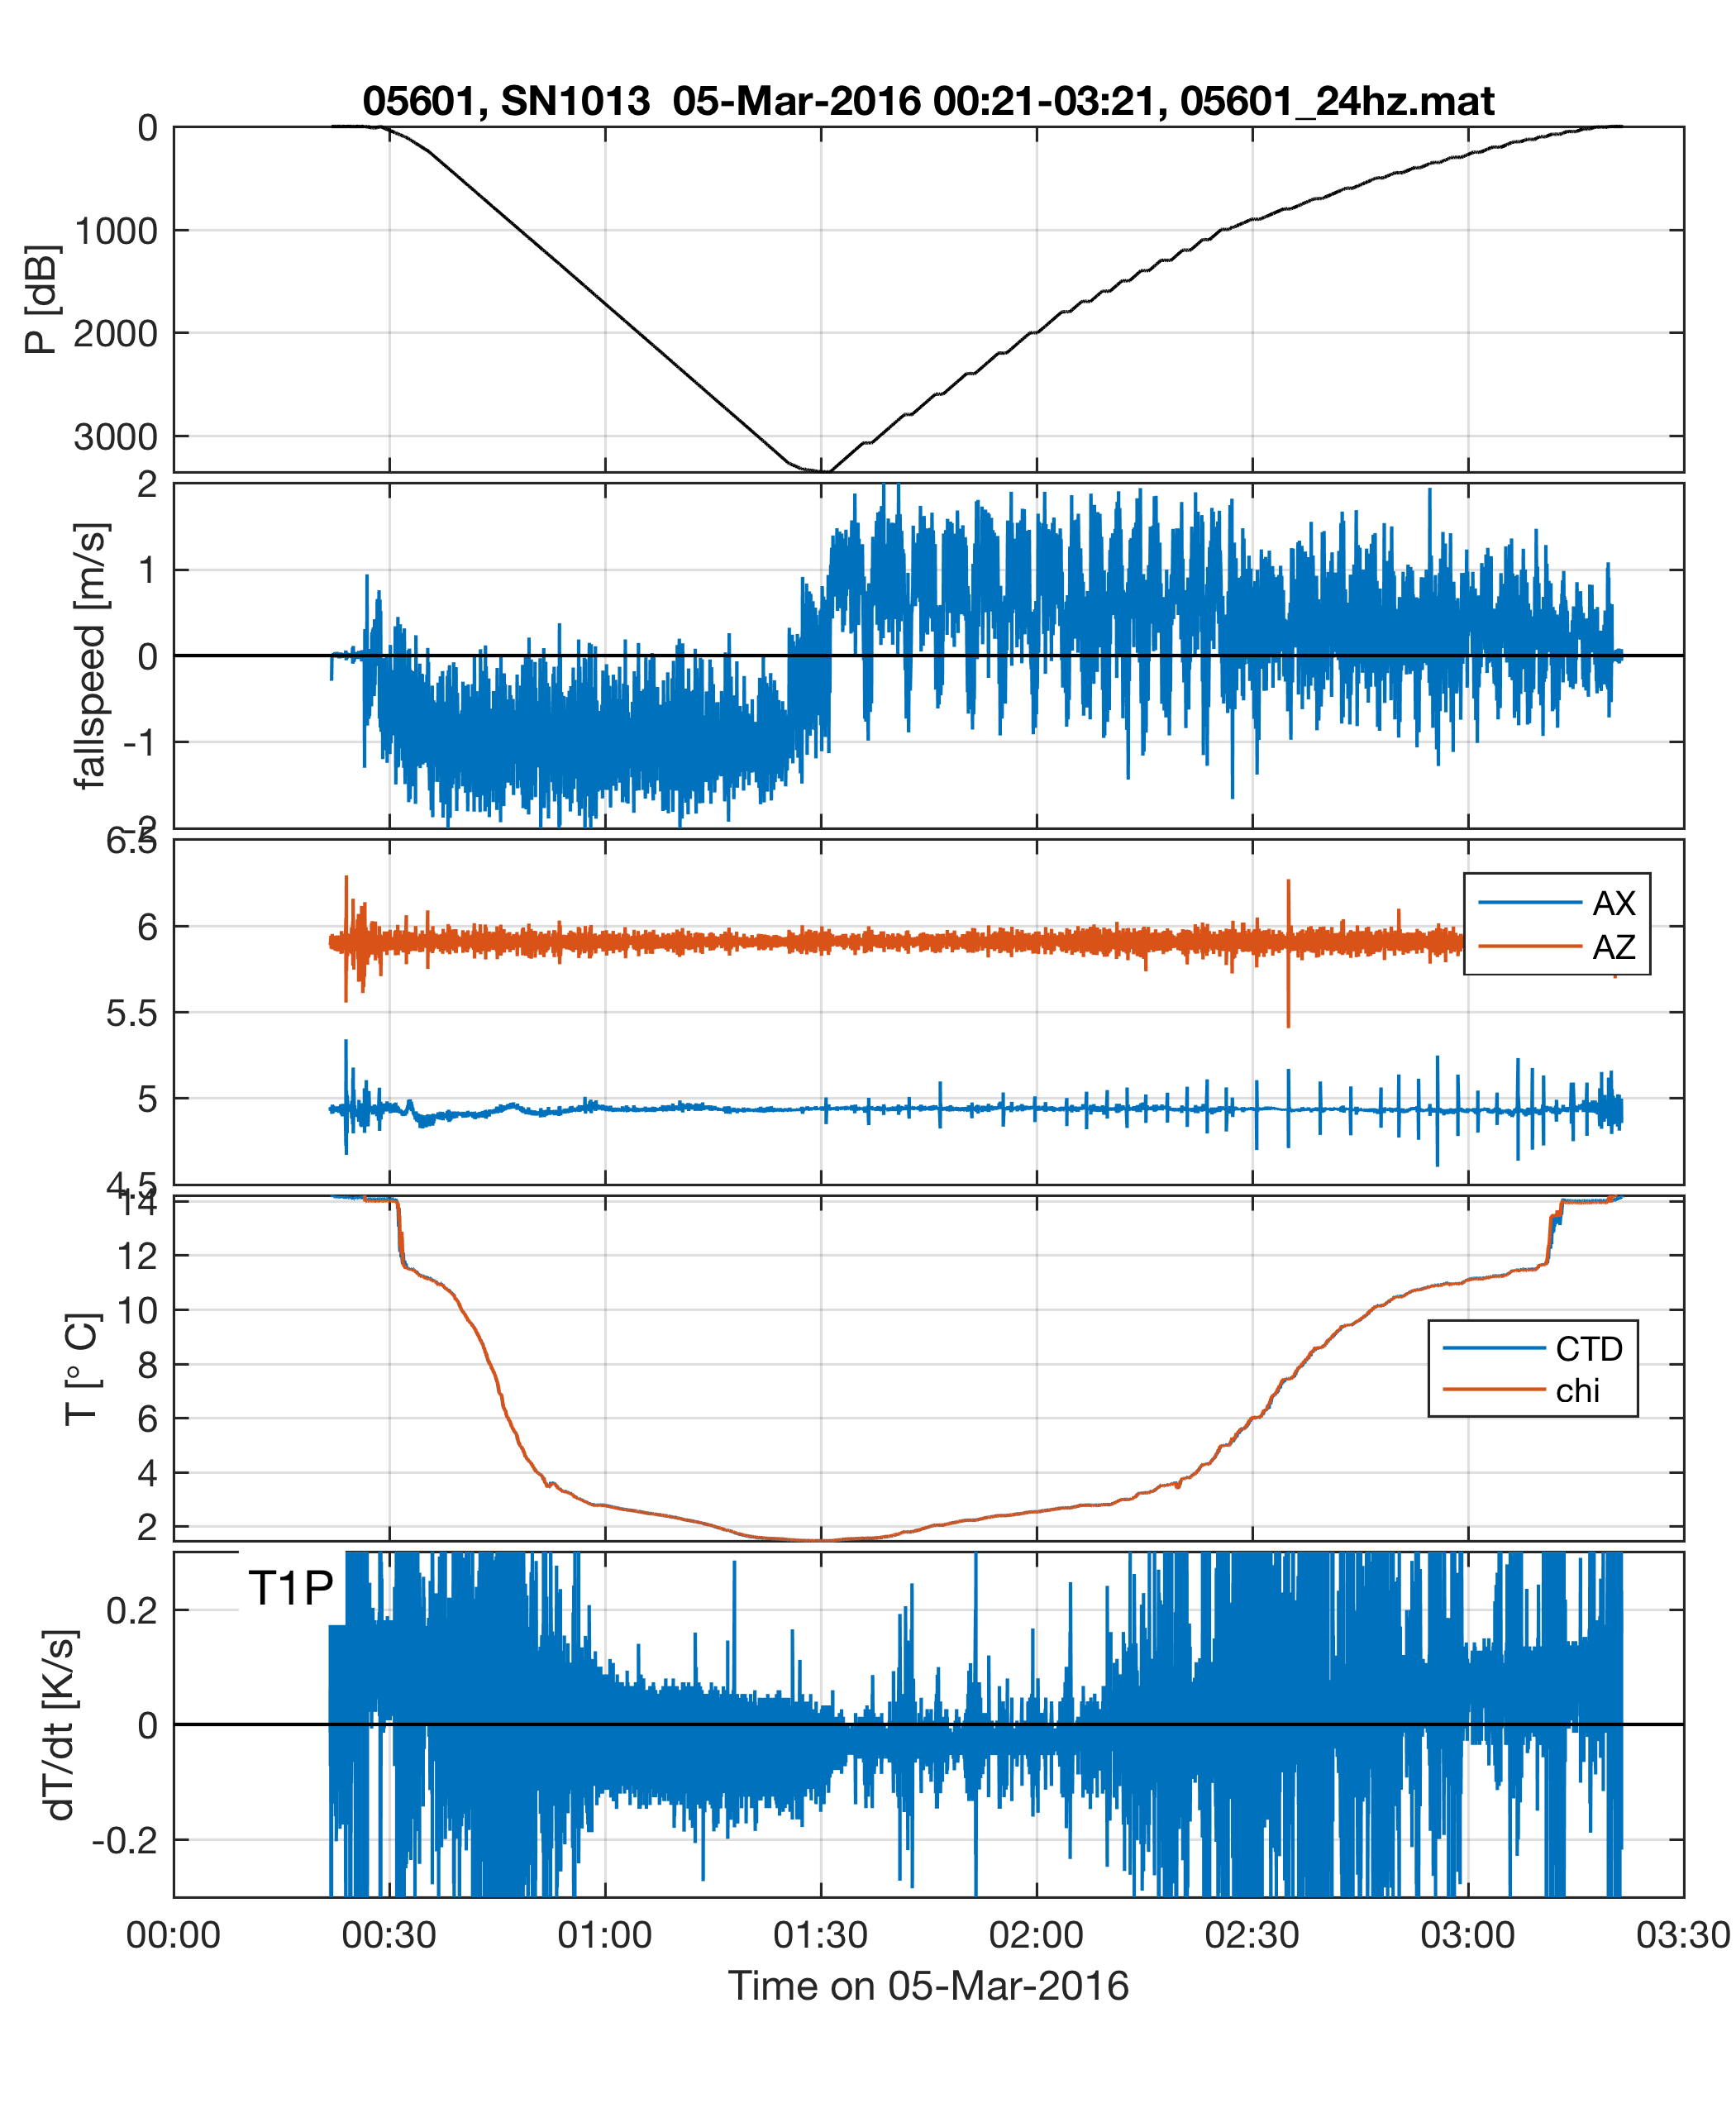 05601, SN1013 05-Mar-2016 00:21-03:21, 05601_24hz.mat
0
1000
2000
3000
P [dB]
2
1
0
-1
-2
fallspeed [m/s]
6.5
6
5.5
5
4.5
AX
AZ
14
12
10
8
6
4
2
T [° C]
CTD
chi
T1P
0.2
0
-0.2
dT/dt [K/s]
00:00 00:30 01:00 01:30 02:00 02:30 03:00 03:30
Time on 05-Mar-2016